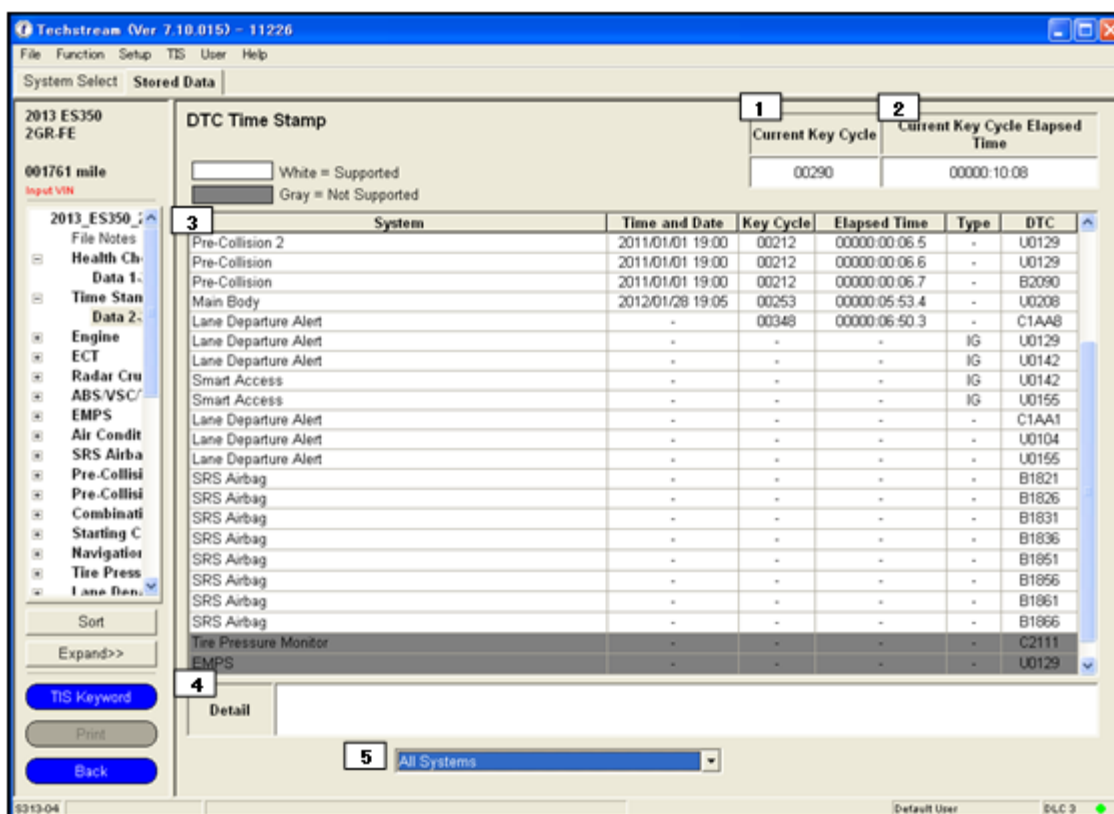 Techstream (Ver 7.10.015) - 11226
File Function Setup TIS User Help
System Select Stored Data
2013 ES350
2GR-FE
001761 mile
Input VIN
DTC Time Stamp
White = Supported
Gray = Not Supported
1
Current Key Cycle
00290
2
Current Key Cycle Elapsed
Time
00000:10:08
2013_ES350_2
File Notes
Health Ch
Data 1-
Time Stan
Data 2-
Engine
ECT
Radar Cru
ABS/VSC/
EMPS
Air Condit
SRS Airba
Pre-Collisi
Pre-Collisi
Combinati
Starting C
Navigation
Tire Press
Lane Den
Sort
Expand>>
TIS Keyword
Print
Back
3
System Time and Date Key Cycle Elapsed Time Type DTC
Pre-Collision 2 2011/01/01 19:00 00212 00000:00:06.5 - U0129
Pre-Collision 2011/01/01 19:00 00212 00000:00:06.6 - U0129
Pre-Collision 2011/01/01 19:00 00212 00000:00:06.7 - B2090
Main Body 2012/01/28 19:05 00253 00000:05:53.4 - U0208
Lane Departure Alert - 00348 00000:06:50.3 - C1AA8
Lane Departure Alert - - - IG U0129
Lane Departure Alert - - - IG U0142
Smart Access - - - IG U0142
Smart Access - - - IG U0155
Lane Departure Alert - - - - C1AA1
Lane Departure Alert - - - - U0104
Lane Departure Alert - - - - U0155
SRS Airbag - - - - B1821
SRS Airbag - - - - B1826
SRS Airbag - - - - B1831
SRS Airbag - - - - B1836
SRS Airbag - - - - B1851
SRS Airbag - - - - B1856
SRS Airbag - - - - B1861
SRS Airbag - - - - B1866
Tire Pressure Monitor - - - - C2111
EMPS - - - - U0129
4
Detail
5
All Systems
S313-04
Default User
DLC 3